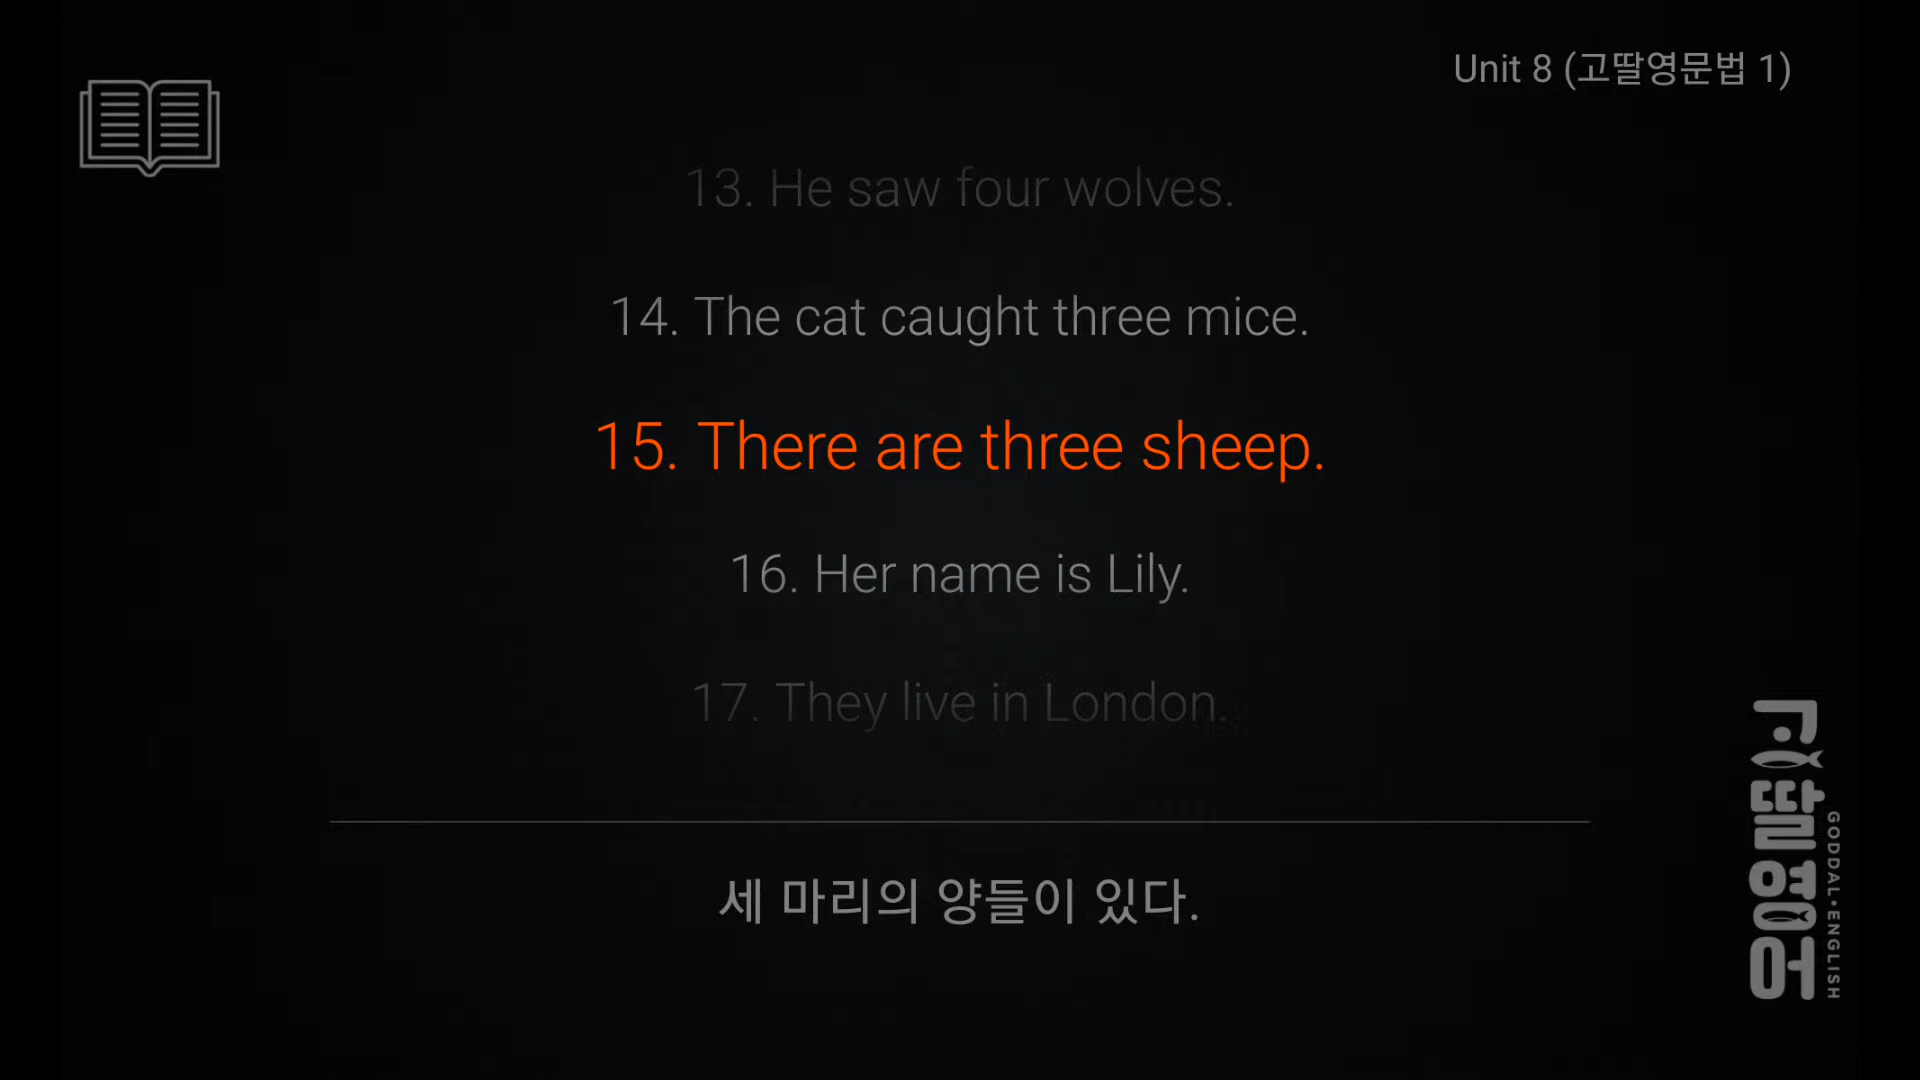 Unit 8 (고딸영문법 1)
13. He saw four wolves.
14. The cat caught three mice.
15. There are three sheep.
16. Her name is Lily.
17. They live in London.
세 마리의 양들이 있다.
고딸영어
GODDAL•ENGLISH